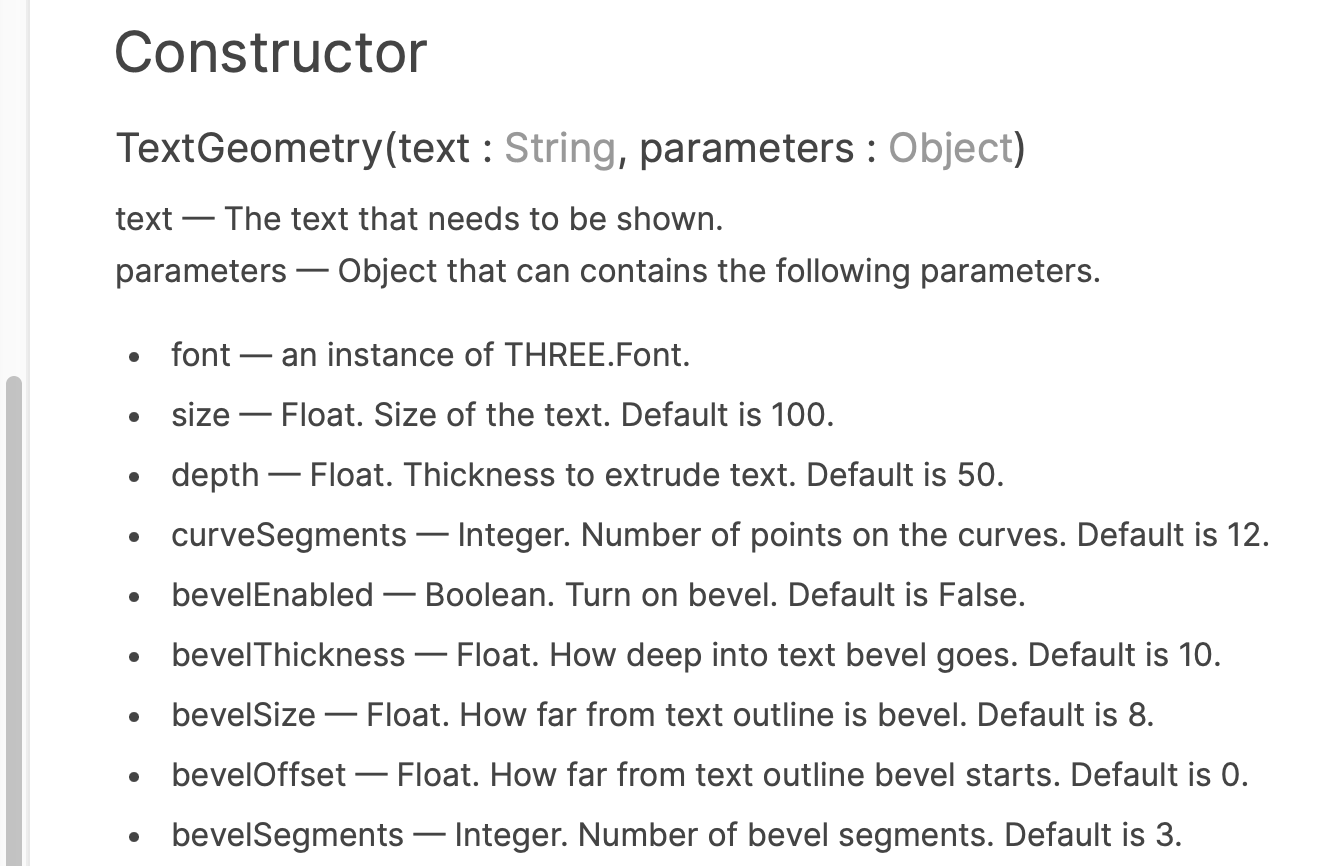 Constructor
TextGeometry(text : String, parameters : Object)
text — The text that needs to be shown.
parameters — Object that can contains the following parameters.
• font — an instance of THREE.Font.
• size — Float. Size of the text. Default is 100.
• depth — Float. Thickness to extrude text. Default is 50.
• curveSegments — Integer. Number of points on the curves. Default is 12.
• bevelEnabled — Boolean. Turn on bevel. Default is False.
• bevelThickness — Float. How deep into text bevel goes. Default is 10.
• bevelSize — Float. How far from text outline is bevel. Default is 8.
• bevelOffset — Float. How far from text outline bevel starts. Default is 0.
• bevelSegments — Integer. Number of bevel segments. Default is 3.